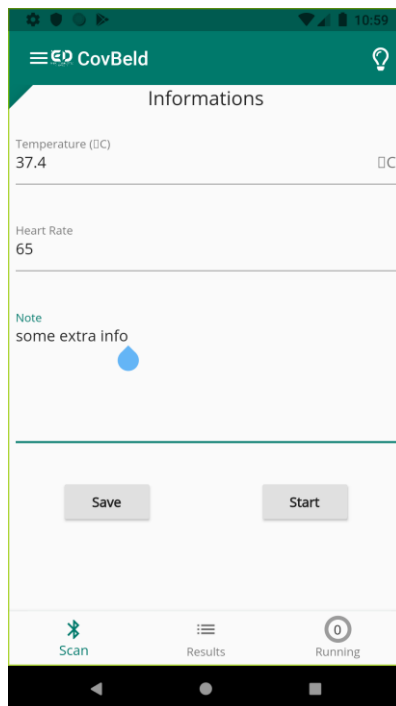 10:59
CovBeld
Informations
Temperature (▯C)
37.4 ▯C
Heart Rate
65
Note
some extra info
Save Start
0
Scan Results Running